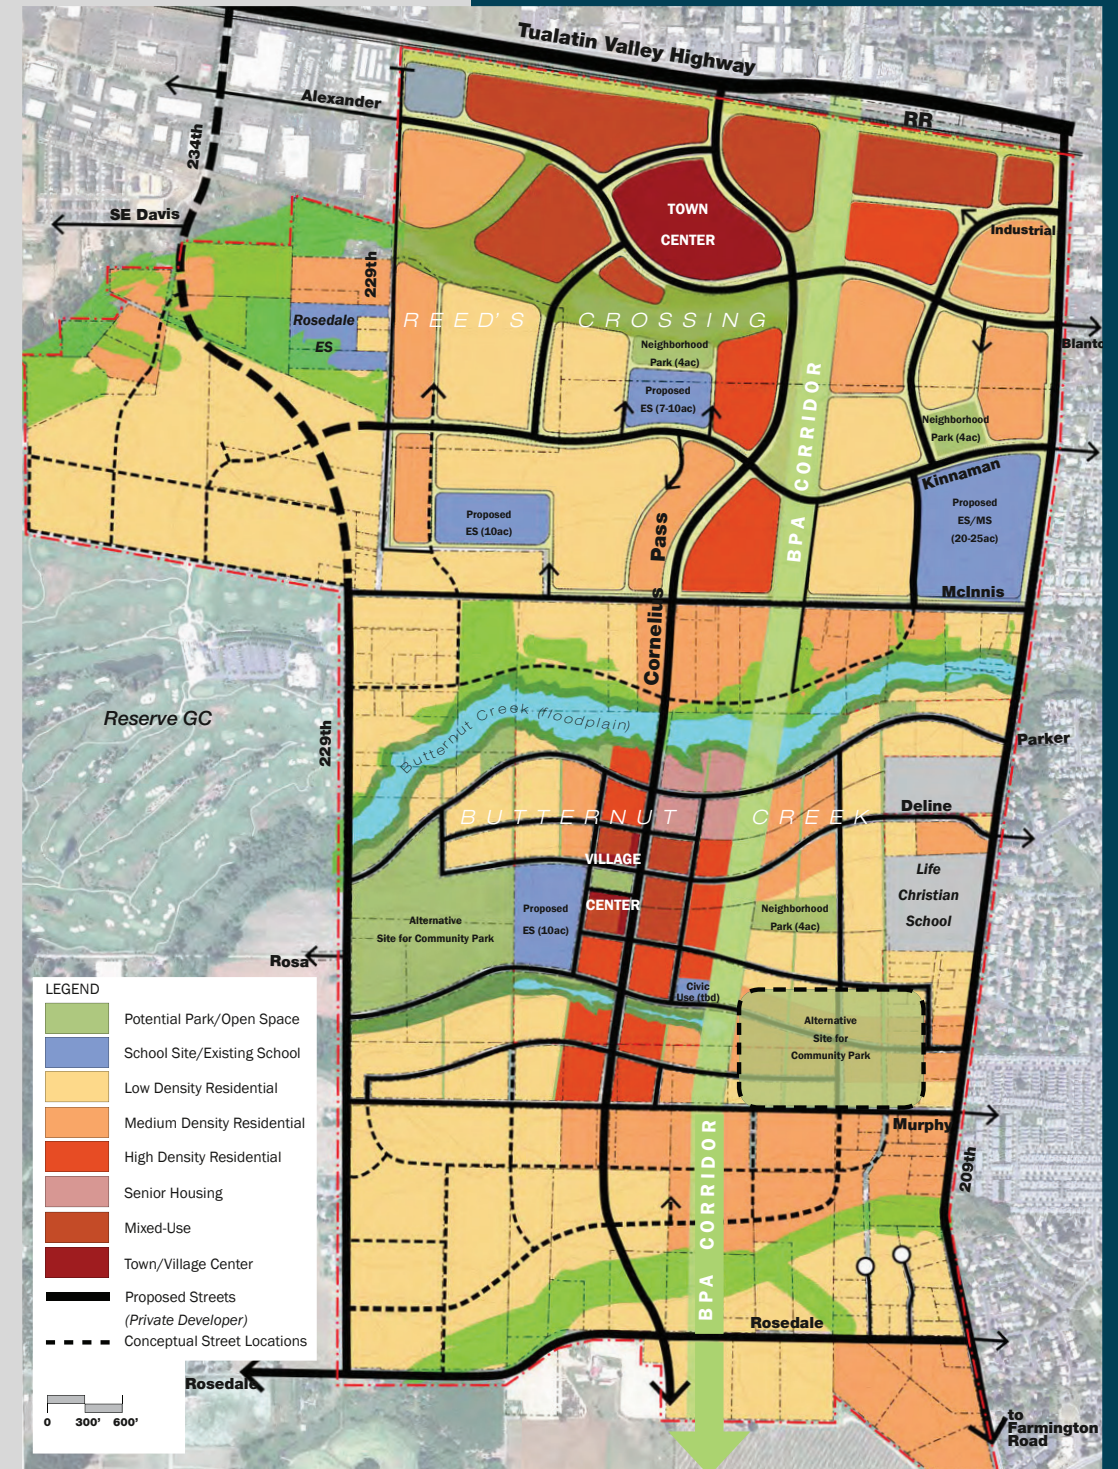 Tualatin Valley Highway
RR
Alexander
234th
SE Davis
TOWN
CENTER
Industrial
229th
Rosedale
ES
REED'S CROSSING
Neighborhood
Park (4ac)
Proposed
ES (7-10ac)
BPA CORRIDOR
Neighborhood
Park (4ac)
Kinnaman
Proposed
ES/MS
(20-25ac)
Proposed
ES (10ac)
Cornelius Pass
McInnis
Reserve GC
229th
Butternut Creek (floodplain)
Parker
BUTTERNUT CREEK
Deline
VILLAGE
CENTER
Life
Christian
School
Alternative
Site for Community Park
Proposed
ES (10ac)
Neighborhood
Park (4ac)
Rosa
Civic
Use (tbd)
Alternative
Site for
Community Park
LEGEND
Potential Park/Open Space
School Site/Existing School
Low Density Residential
Medium Density Residential
High Density Residential
Senior Housing
Mixed-Use
Town/Village Center
Proposed Streets
(Private Developer)
Conceptual Street Locations
0 300' 600'
Murphy
209th
BPA CORRIDOR
Rosedale
Rosedale
to
Farmington
Road